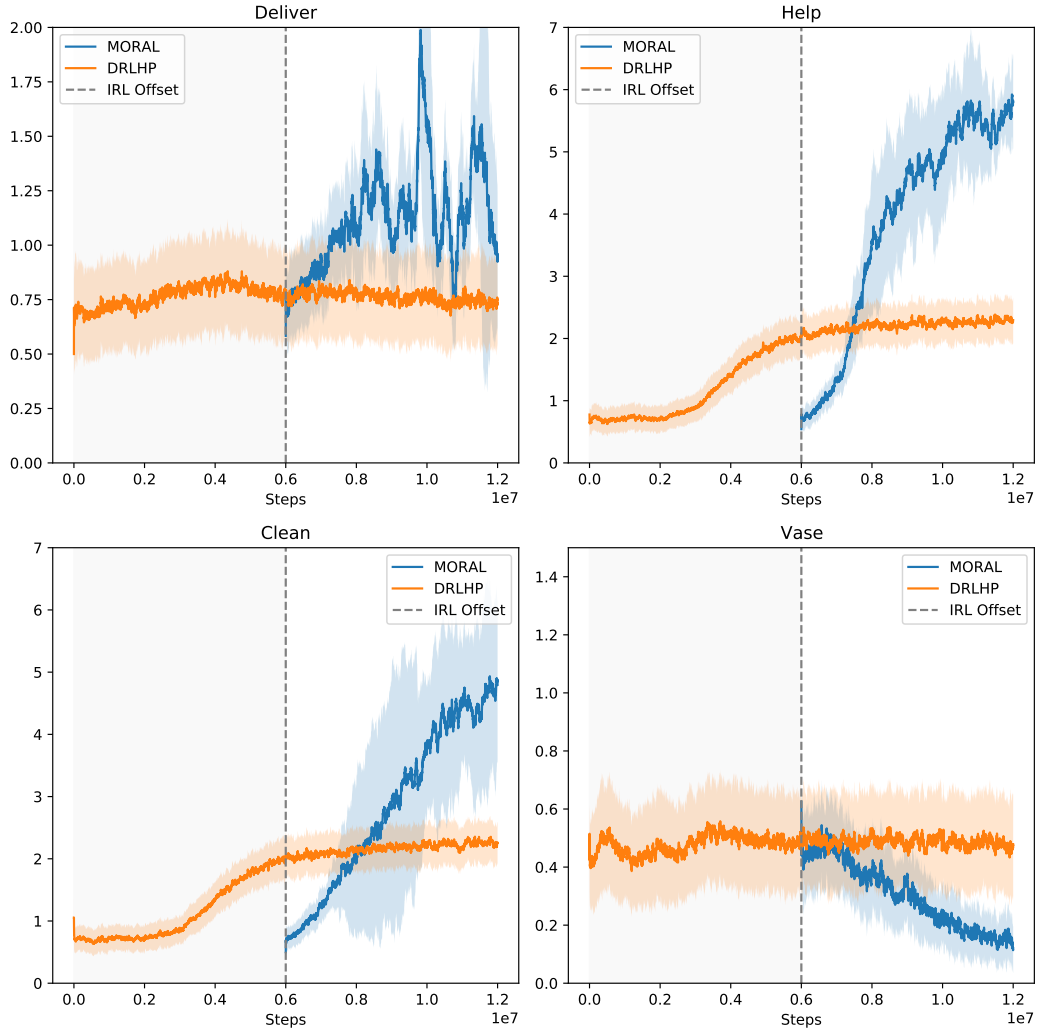 Deliver
MORAL
DRLHP
IRL Offset
2.00
1.75
1.50
1.25
1.00
0.75
0.50
0.25
0.00
0.0 0.2 0.4 0.6 0.8 1.0 1.2
Steps
1e7
Help
MORAL
DRLHP
IRL Offset
7
6
5
4
3
2
1
0
0.0 0.2 0.4 0.6 0.8 1.0 1.2
Steps
1e7
Clean
MORAL
DRLHP
IRL Offset
7
6
5
4
3
2
1
0
0.0 0.2 0.4 0.6 0.8 1.0 1.2
Steps
1e7
Vase
MORAL
DRLHP
IRL Offset
1.4
1.2
1.0
0.8
0.6
0.4
0.2
0.0
0.0 0.2 0.4 0.6 0.8 1.0 1.2
Steps
1e7